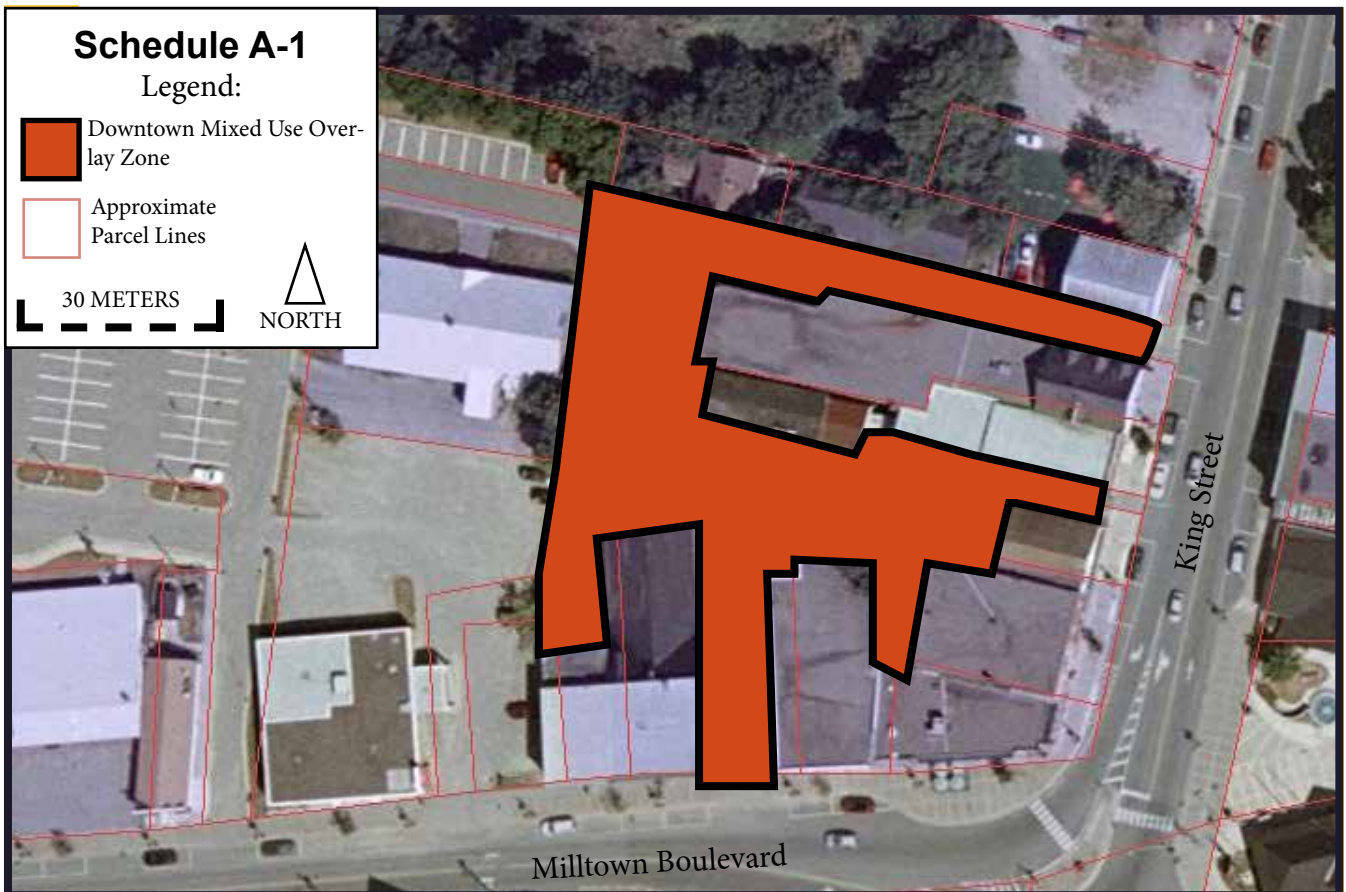 Schedule A-1
Legend:
Downtown Mixed Use Over-
lay Zone
Approximate
Parcel Lines
30 METERS
NORTH
King Street
Milltown Boulevard